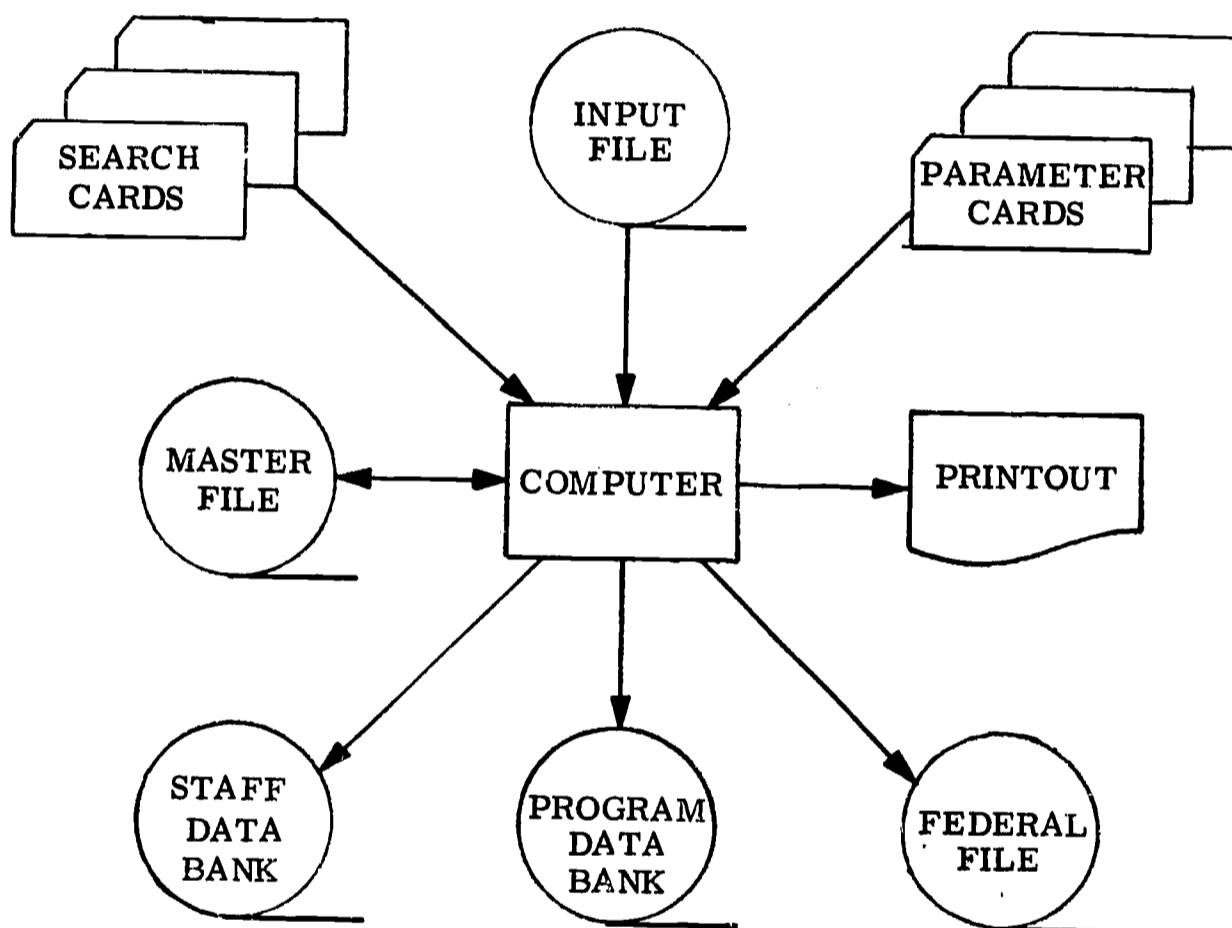 SEARCH
CARDS
INPUT
FILE
PARAMETER
CARDS
MASTER
FILE
COMPUTER
PRINTOUT
STAFF
DATA
BANK
PROGRAM
DATA
BANK
FEDERAL
FILE